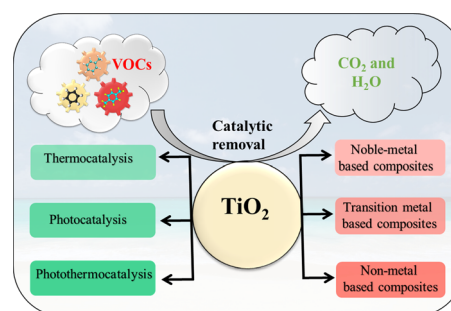 VOCs
CO₂ and
H₂O
Catalytic
removal
Thermocatalysis
Photocatalysis
Photothermocatalysis
TiO₂
Noble-metal
based composites
Transition metal
based composites
Non-metal
based composites